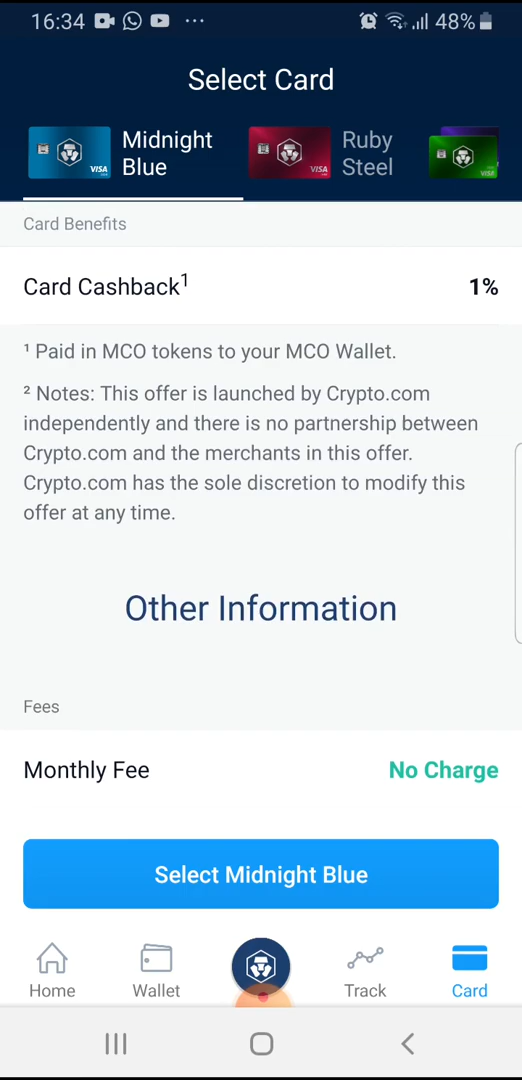 16:34 ... 48%
Select Card
Midnight
Blue
VISA
Ruby
Steel
VISA
VISA
Card Benefits
Card Cashback¹ 1%
¹ Paid in MCO tokens to your MCO Wallet.
² Notes: This offer is launched by Crypto.com
independently and there is no partnership between
Crypto.com and the merchants in this offer.
Crypto.com has the sole discretion to modify this
offer at any time.
Other Information
Fees
Monthly Fee No Charge
Select Midnight Blue
Home Wallet Track Card